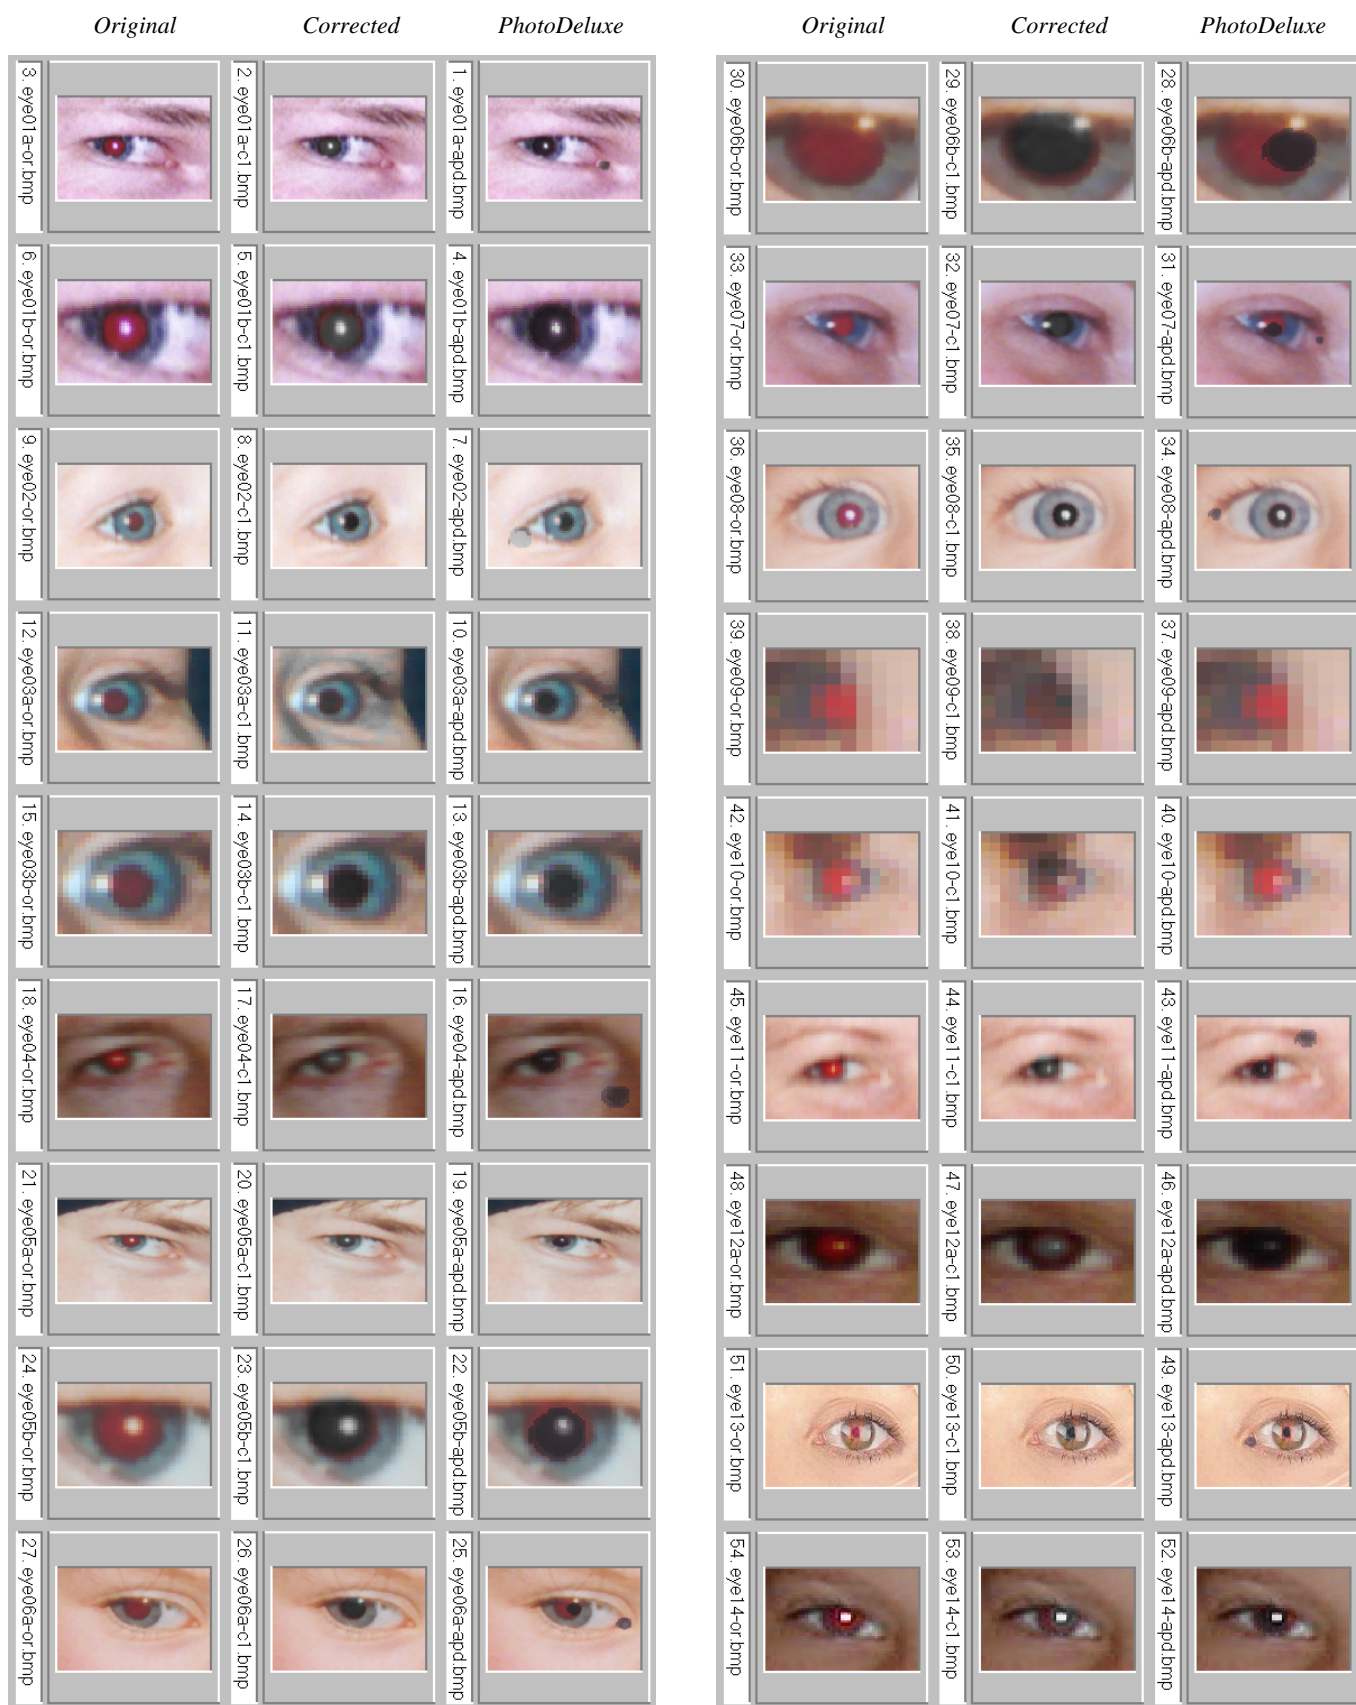 Original Corrected PhotoDeluxe
3. eye01a-or.bmp
2. eye01a-c1.bmp
1. eye01a-apd.bmp
6. eye01b-or.bmp
5. eye01b-c1.bmp
4. eye01b-apd.bmp
9. eye02-or.bmp
8. eye02-c1.bmp
7. eye02-apd.bmp
12. eye03a-or.bmp
11. eye03a-c1.bmp
10. eye03a-apd.bmp
15. eye03b-or.bmp
14. eye03b-c1.bmp
13. eye03b-apd.bmp
18. eye04-or.bmp
17. eye04-c1.bmp
16. eye04-apd.bmp
21. eye05a-or.bmp
20. eye05a-c1.bmp
19. eye05a-apd.bmp
24. eye05b-or.bmp
23. eye05b-c1.bmp
22. eye05b-apd.bmp
27. eye06a-or.bmp
26. eye06a-c1.bmp
25. eye06a-apd.bmp
Original Corrected PhotoDeluxe
30. eye06b-or.bmp
29. eye06b-c1.bmp
28. eye06b-apd.bmp
33. eye07-or.bmp
32. eye07-c1.bmp
31. eye07-apd.bmp
36. eye08-or.bmp
35. eye08-c1.bmp
34. eye08-apd.bmp
39. eye09-or.bmp
38. eye09-c1.bmp
37. eye09-apd.bmp
42. eye10-or.bmp
41. eye10-c1.bmp
40. eye10-apd.bmp
45. eye11-or.bmp
44. eye11-c1.bmp
43. eye11-apd.bmp
48. eye12a-or.bmp
47. eye12a-c1.bmp
46. eye12a-apd.bmp
51. eye13-or.bmp
50. eye13-c1.bmp
49. eye13-apd.bmp
54. eye14-or.bmp
53. eye14-c1.bmp
52. eye14-apd.bmp